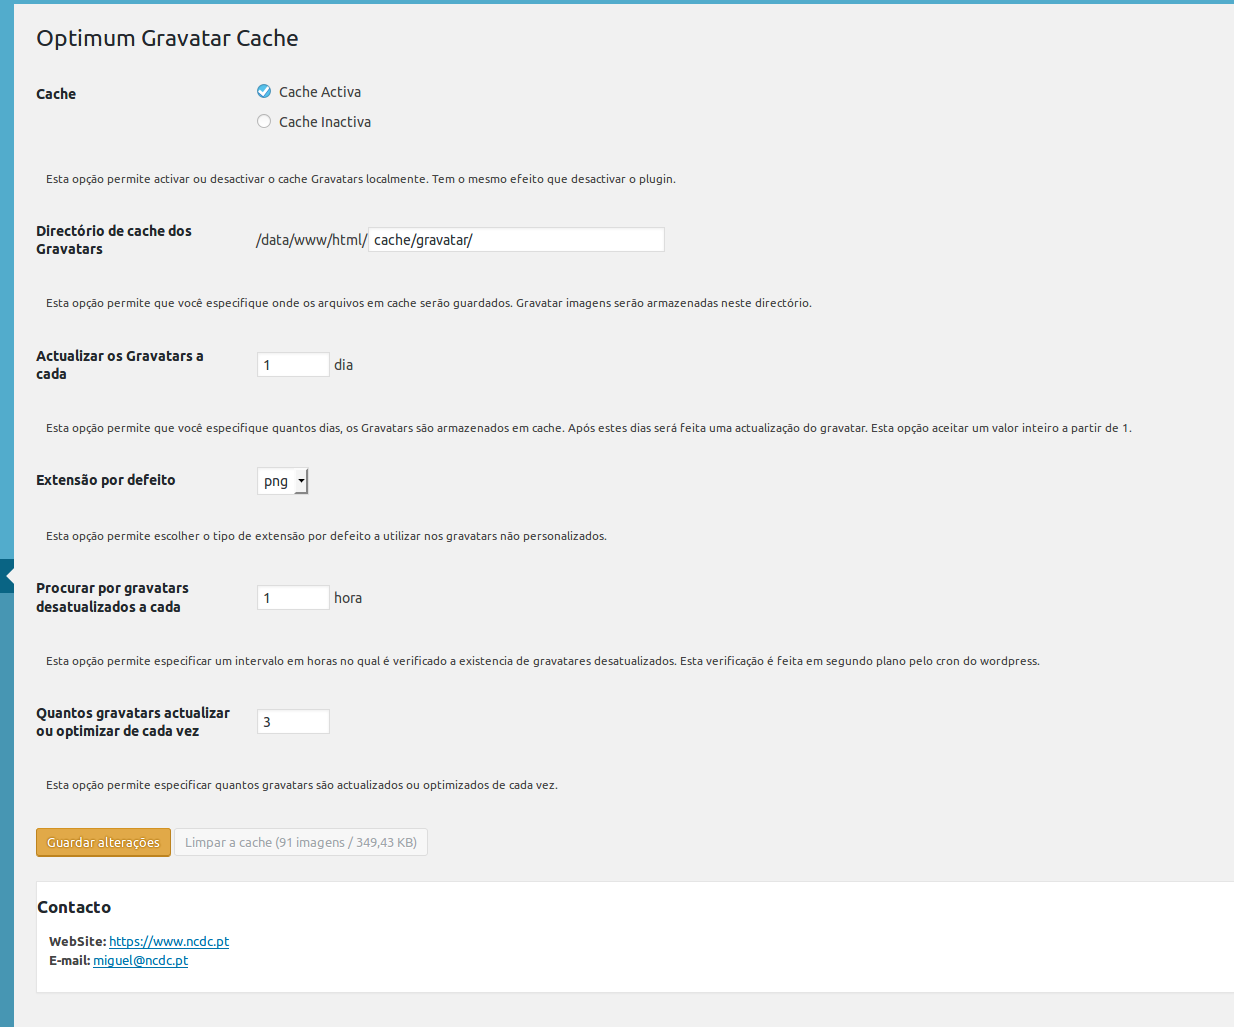 Optimum Gravatar Cache
Cache
Cache Activa
Cache Inactiva
Esta opção permite activar ou desactivar o cache Gravatars localmente. Tem o mesmo efeito que desactivar o plugin.
Directório de cache dos
Gravatars
/data/www/html/ cache/gravatar/
Esta opção permite que você especifique onde os arquivos em cache serão guardados. Gravatar imagens serão armazenadas neste directório.
Actualizar os Gravatars a
cada
1 dia
Esta opção permite que você especifique quantos dias, os Gravatars são armazenados em cache. Após estes dias será feita uma actualização do gravatar. Esta opção aceitar um valor inteiro a partir de 1.
Extensão por defeito
png
Esta opção permite escolher o tipo de extensão por defeito a utilizar nos gravatars não personalizados.
Procurar por gravatars
desatualizados a cada
1 hora
Esta opção permite especificar um intervalo em horas no qual é verificado a existencia de gravatares desatualizados. Esta verificação é feita em segundo plano pelo cron do wordpress.
Quantos gravatars actualizar
ou optimizar de cada vez
3
Esta opção permite especificar quantos gravatars são actualizados ou optimizados de cada vez.
Guardar alterações Limpar a cache (91 imagens / 349,43 KB)
Contacto
WebSite: https://www.ncdc.pt
E-mail: miguel@ncdc.pt